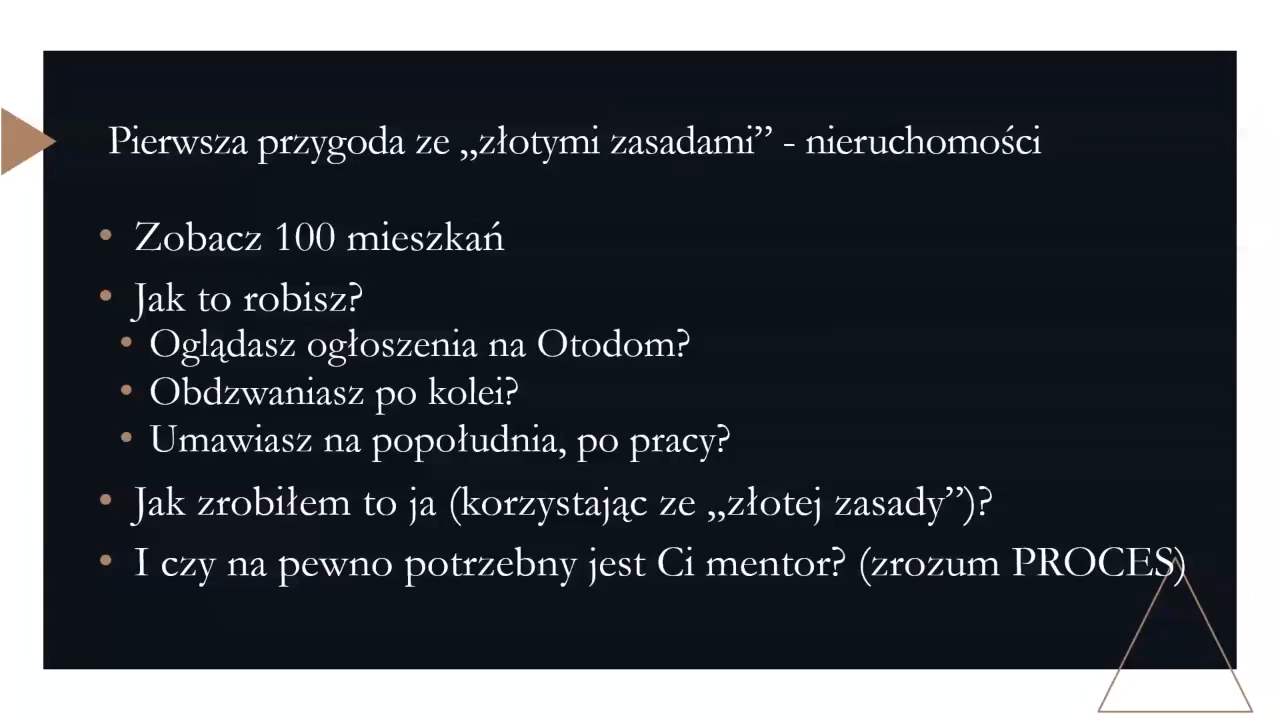 Pierwsza przygoda ze „złotymi zasadami” - nieruchomości
• Zobacz 100 mieszkań
• Jak to robisz?
• Oglądasz ogłoszenia na Otodom?
• Obdzwaniasz po kolei?
• Umawiasz na popołudnia, po pracy?
• Jak zrobiłem to ja (korzystając ze „złotej zasady”)?
• I czy na pewno potrzebny jest Ci mentor? (zrozum PROCES)